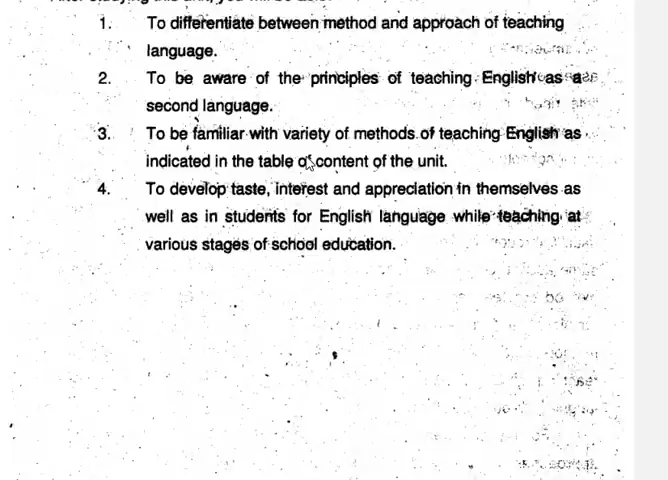 1. To differentiate between method and approach of teaching
language.
2. To be aware of the principles of teaching English as a
second language.
3. To be familiar with variety of methods of teaching English as
indicated in the table of content of the unit.
4. To develop taste, interest and appreciation in themselves as
well as in students for English language while teaching at
various stages of school education.